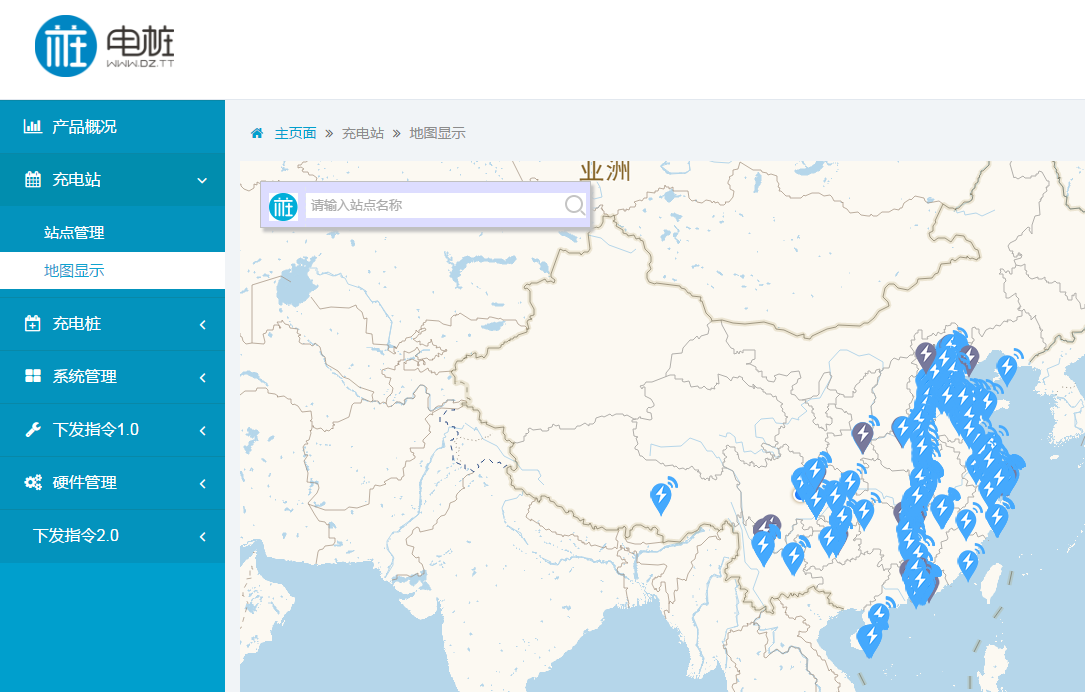 桩 电桩
WWW.DZ.TT
产品概况
充电站
站点管理
地图显示
充电桩
系统管理
下发指令1.0
硬件管理
下发指令2.0
主页面 » 充电站 » 地图显示
亚洲
桩 请输入站点名称